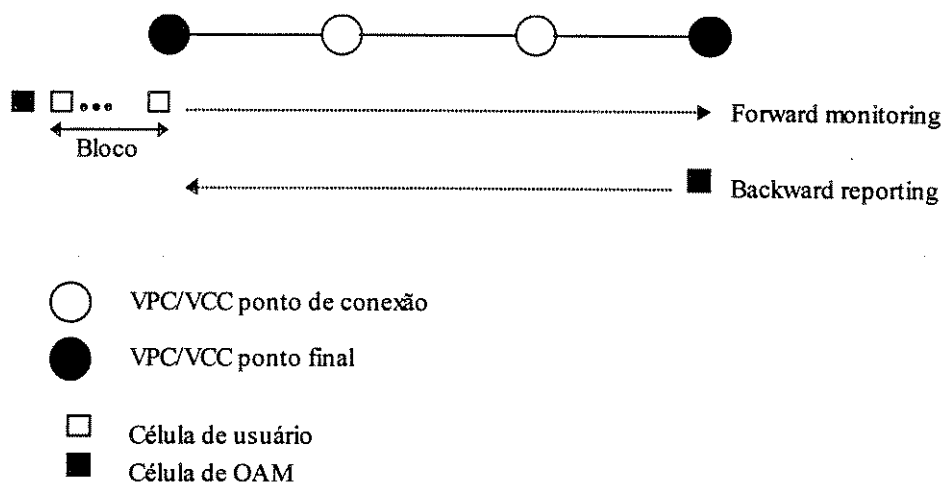 Forward monitoring
Bloco
Backward reporting
VPC/VCC ponto de conexão
VPC/VCC ponto final
Célula de usuário
Célula de OAM